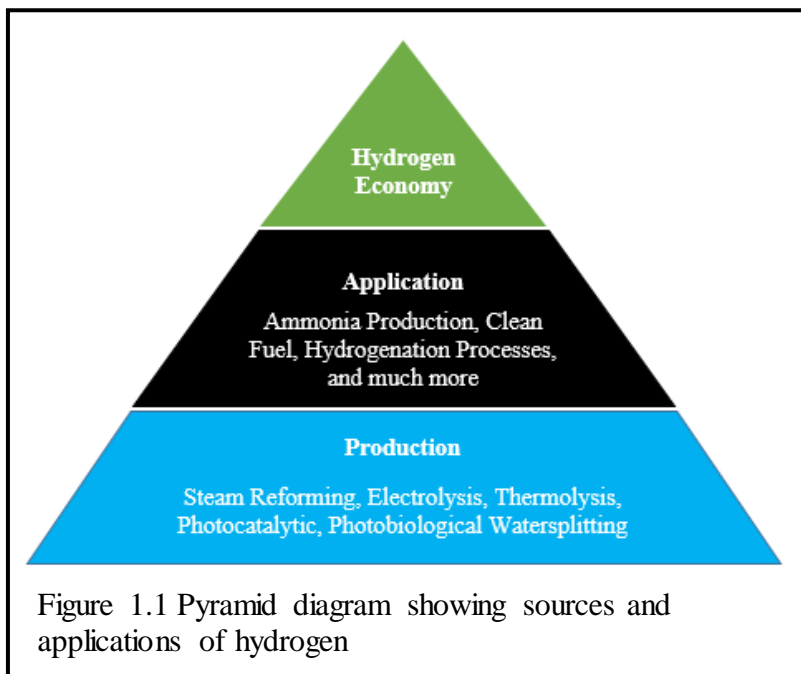 Hydrogen
Economy
Application
Ammonia Production, Clean
Fuel, Hydrogenation Processes,
and much more
Production
Steam Reforming, Electrolysis, Thermolysis,
Photocatalytic, Photobiological Watersplitting
Figure 1.1 Pyramid diagram showing sources and
applications of hydrogen